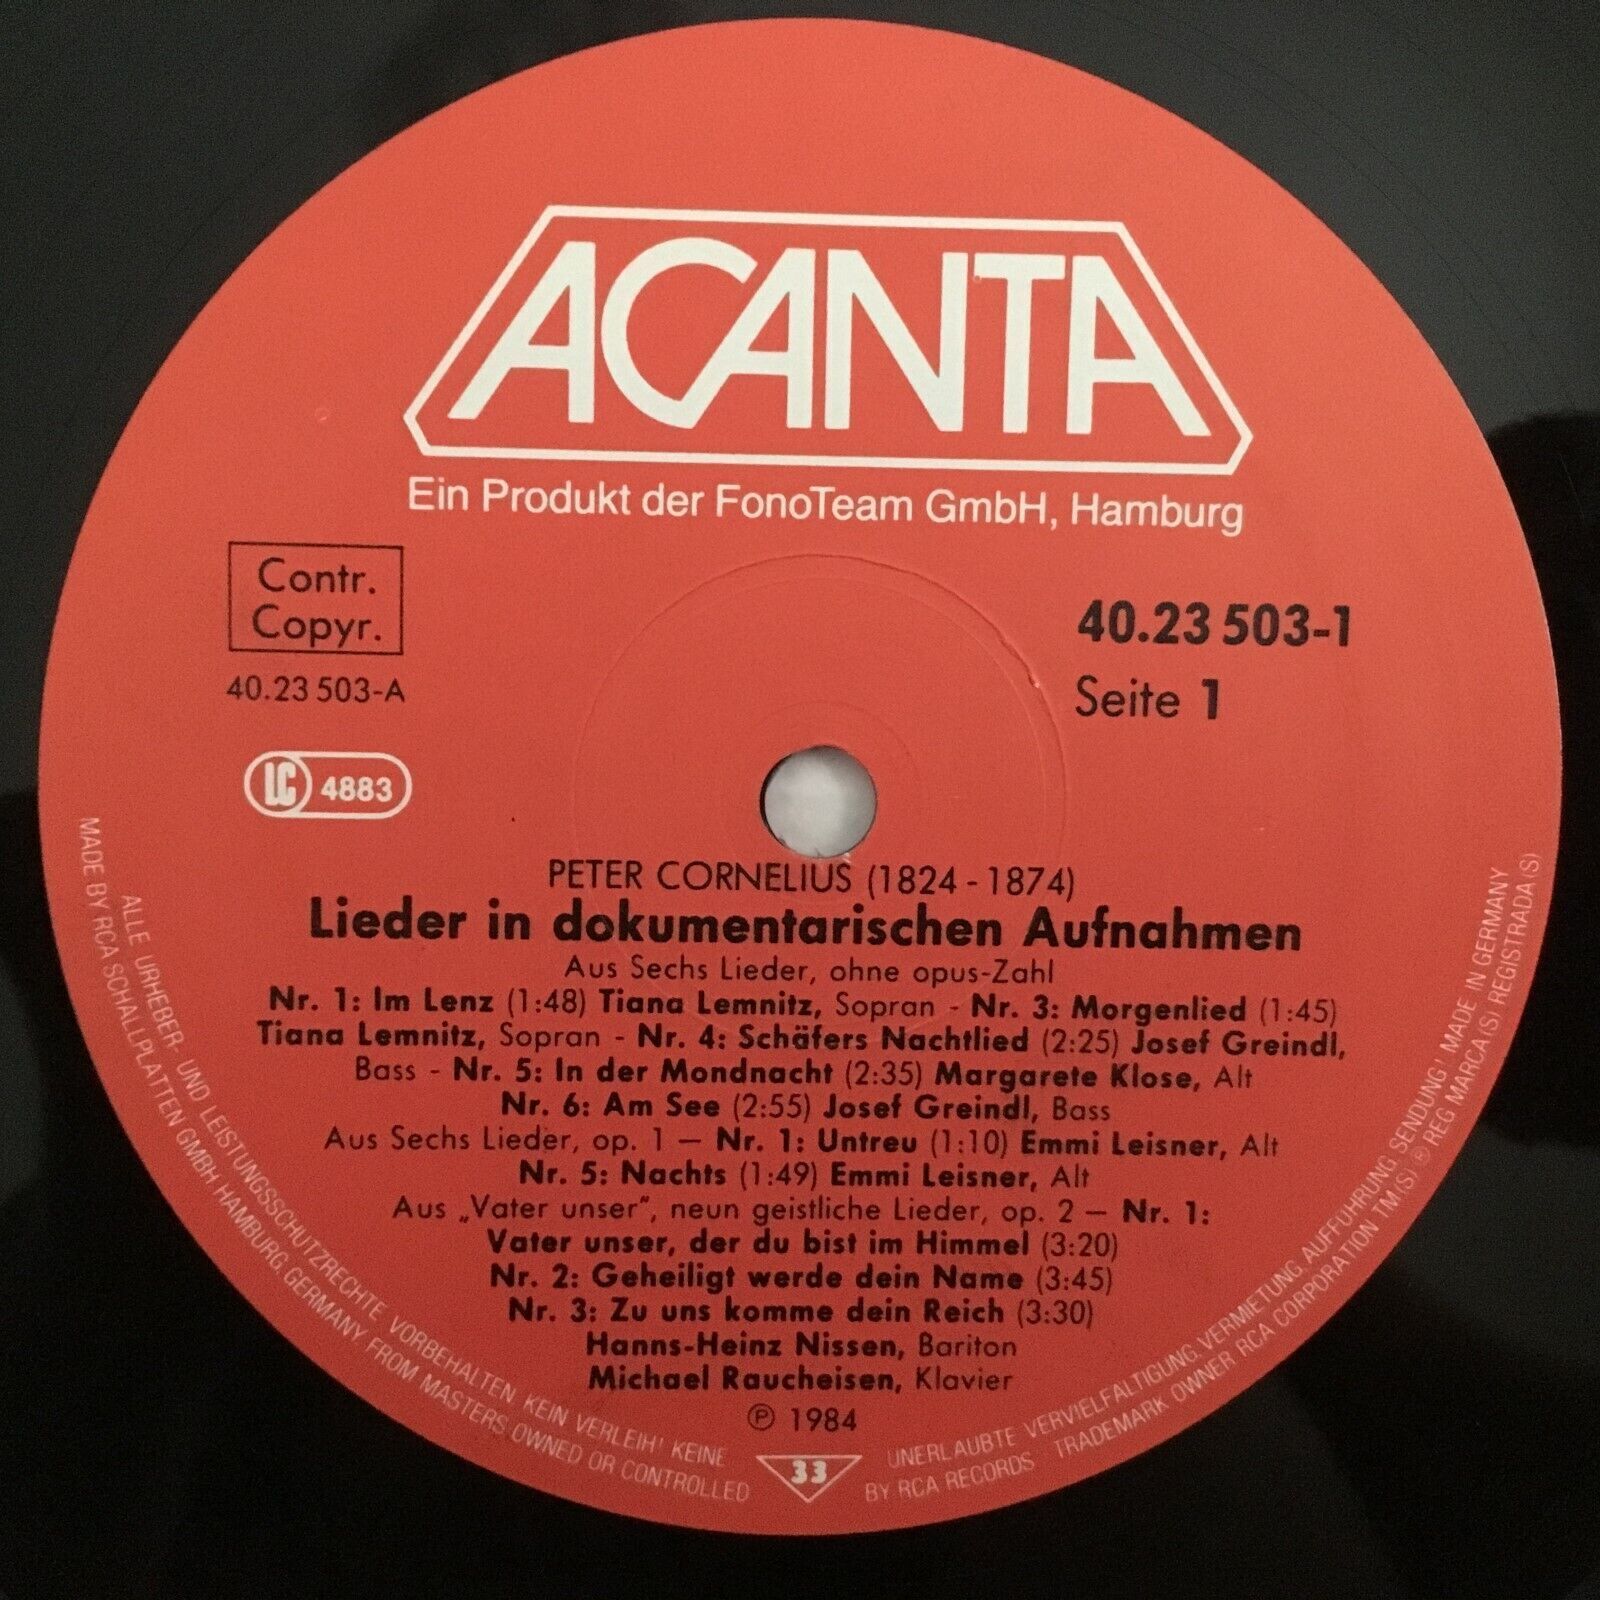 ACANTA
Ein Produkt der FonoTeam GmbH, Hamburg
Contr.
Copyr.
40.23 503-A
40.23 503-1
Seite 1
LC 4883
PETER CORNELIUS (1824 - 1874)
Lieder in dokumentarischen Aufnahmen
Aus Sechs Lieder, ohne opus-Zahl
Nr. 1: Im Lenz (1:48) Tiana Lemnitz, Sopran - Nr. 3: Morgenlied (1:45)
Tiana Lemnitz, Sopran - Nr. 4: Schäfers Nachtlied (2:25) Josef Greindl,
Bass - Nr. 5: In der Mondnacht (2:35) Margarete Klose, Alt
Nr. 6: Am See (2:55) Josef Greindl, Bass
Aus Sechs Lieder, op. 1 – Nr. 1: Untreu (1:10) Emmi Leisner, Alt
Nr. 5: Nachts (1:49) Emmi Leisner, Alt
Aus „Vater unser“, neun geistliche Lieder, op. 2 – Nr. 1:
Vater unser, der du bist im Himmel (3:20)
Nr. 2: Geheiligt werde dein Name (3:45)
Nr. 3: Zu uns komme dein Reich (3:30)
Hanns-Heinz Nissen, Bariton
Michael Raucheisen, Klavier
℗ 1984
33
ALLE URHEBER- UND LEISTUNGSSCHUTZRECHTE VORBEHALTEN KEIN VERLEIH! KEINE UNERLAUBTE VERVIELFALTIGUNG, VERMIETUNG, AUFFUHRUNG, SENDUNG! MADE IN GERMANY
MADE BY RCA SCHALLPLATTEN GMBH HAMBURG, GERMANY, FROM MASTERS OWNED OR CONTROLLED BY RCA RECORDS TRADEMARK OWNER RCA CORPORATION TM(S) ® REG MARCA(S) REGISTRADA(S)